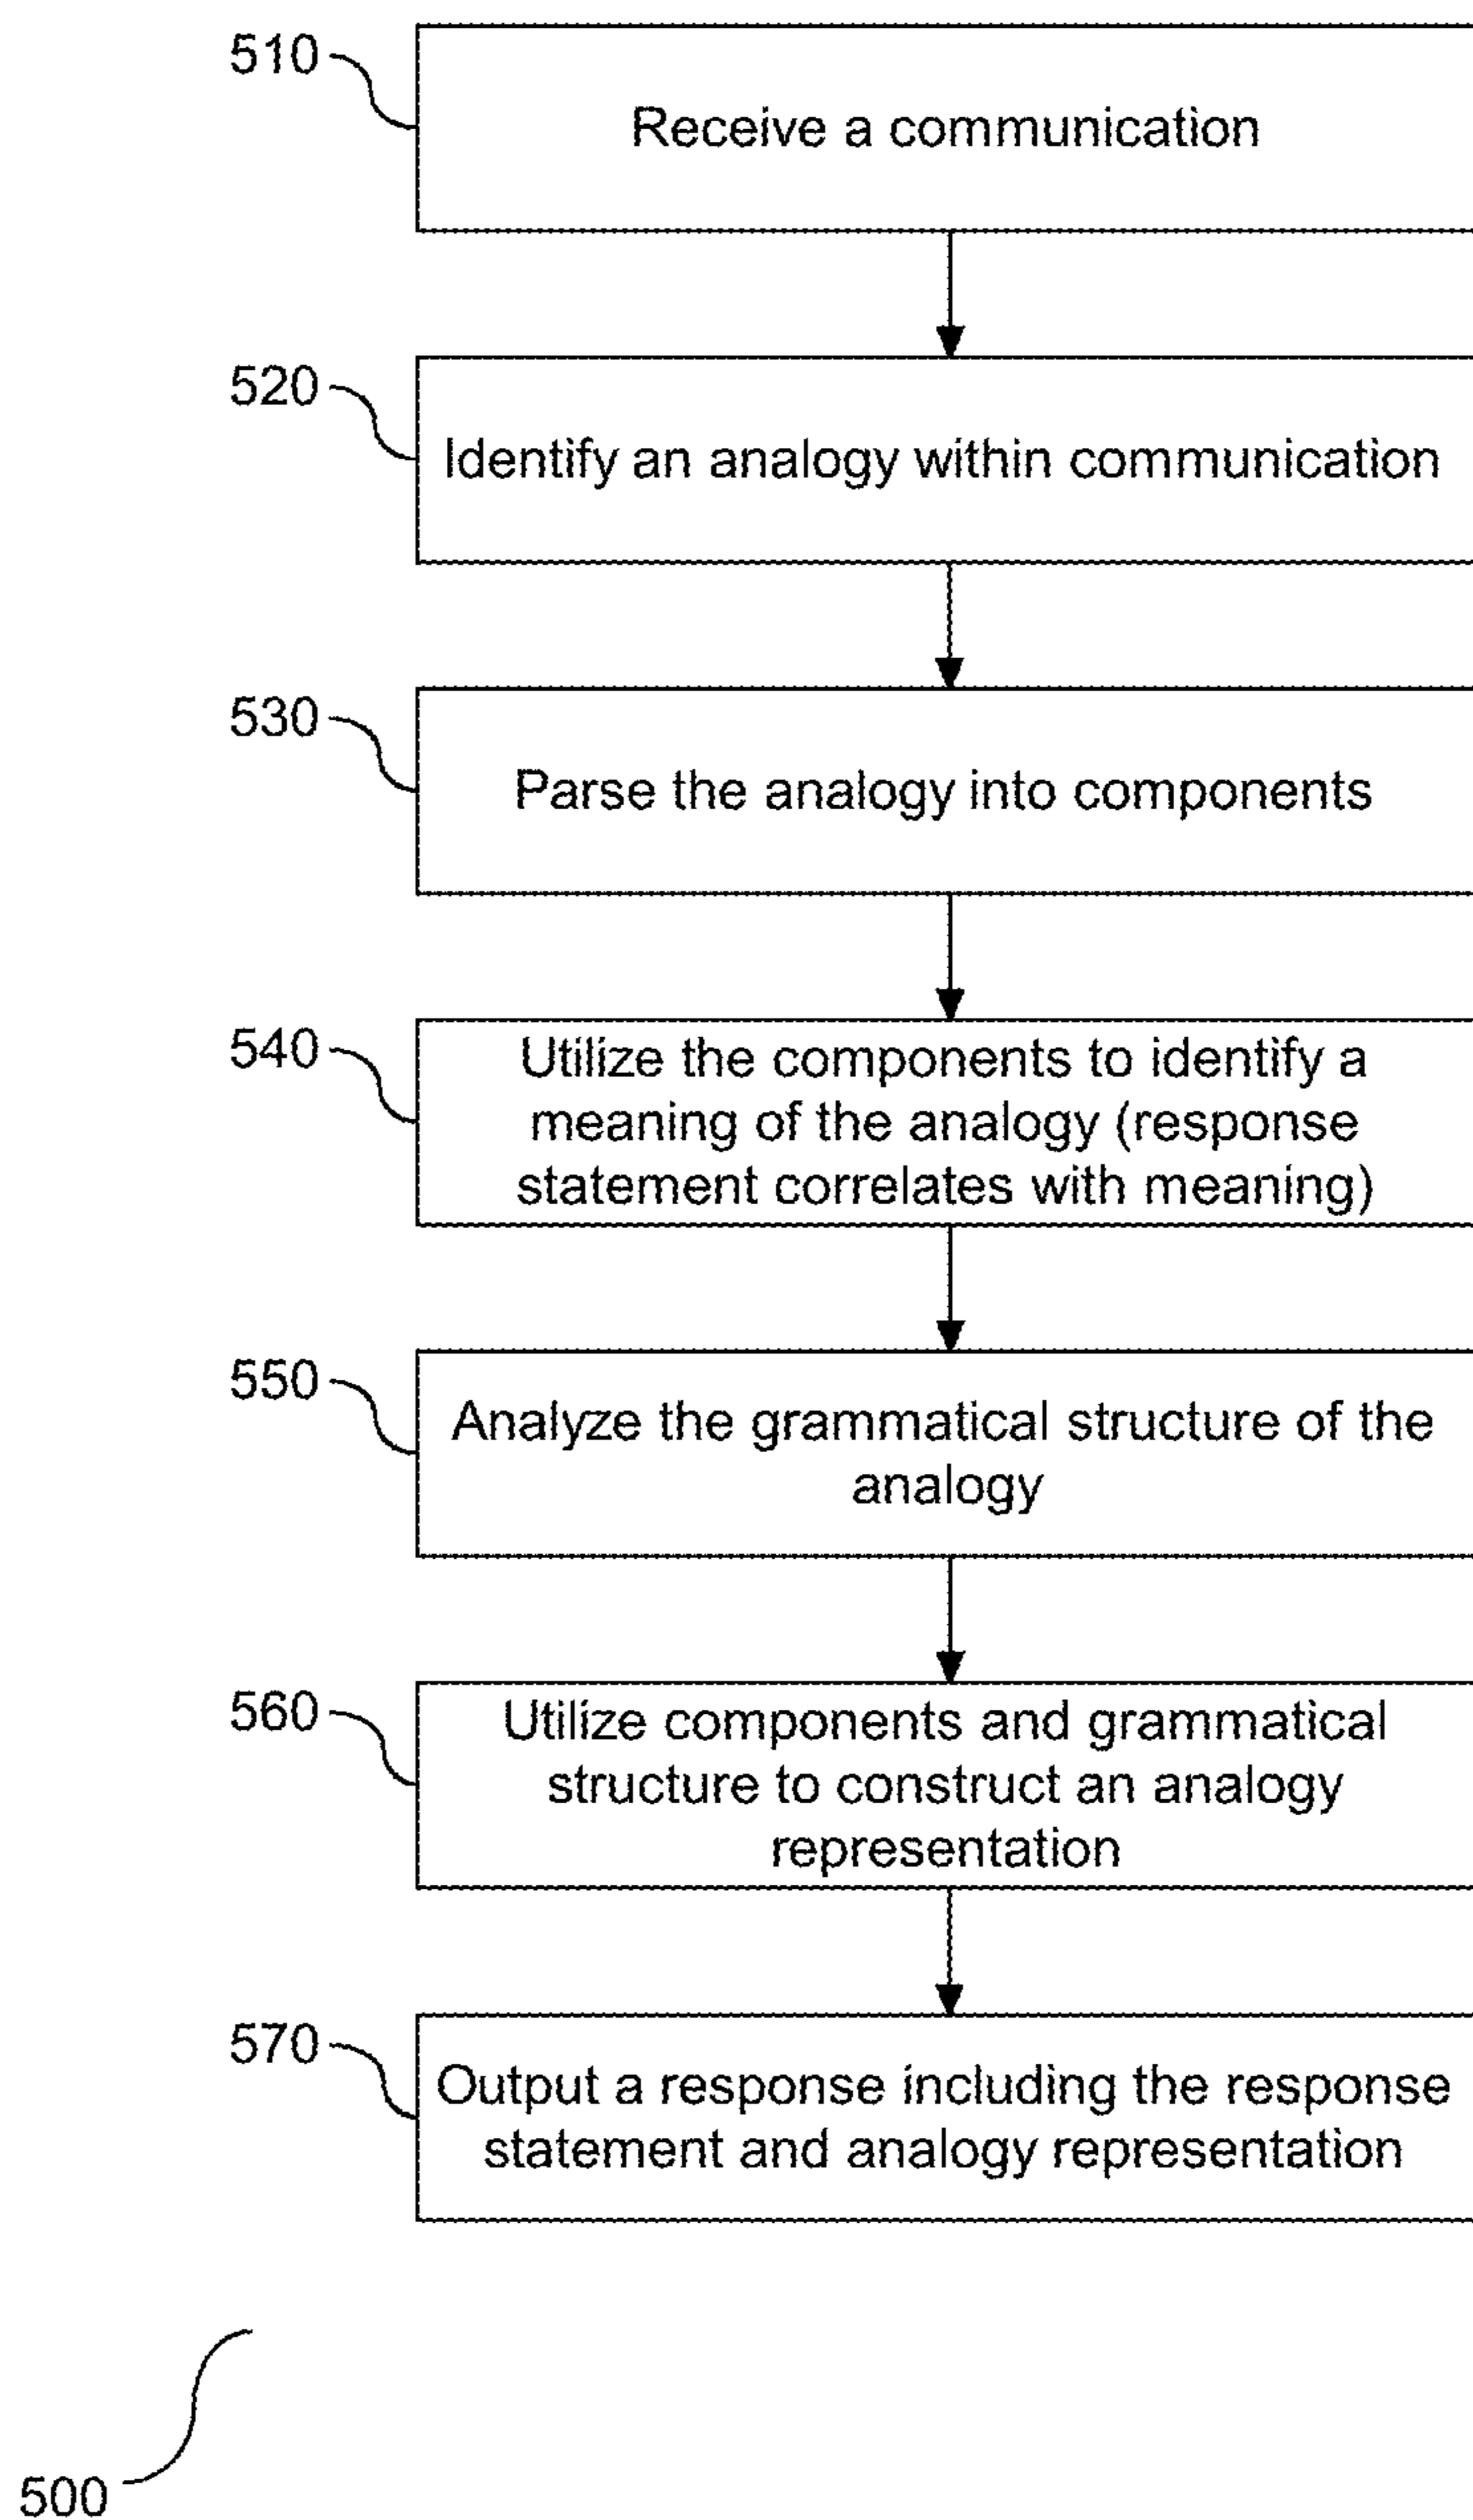 510
Receive a communication
520
Identify an analogy within communication
530
Parse the analogy into components
540
Utilize the components to identify a
meaning of the analogy (response
statement correlates with meaning)
550
Analyze the grammatical structure of the
analogy
560
Utilize components and grammatical
structure to construct an analogy
representation
570
Output a response including the response
statement and analogy representation
500